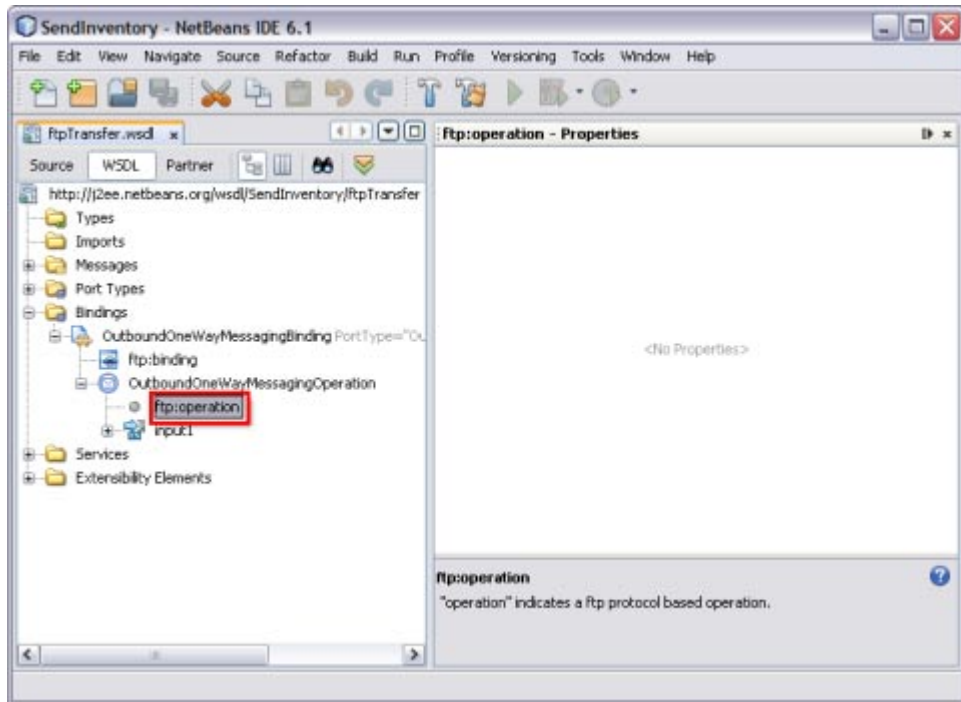 SendInventory - NetBeans IDE 6.1
File Edit View Navigate Source Refactor Build Run Profile Versioning Tools Window Help
ftpTransfer.wsdl
Source WSDL Partner
http://j2ee.netbeans.org/wsdl/SendInventory/ftpTransfer
Types
Imports
Messages
Port Types
Bindings
OutboundOneWayMessagingBinding PortType="Ou
ftp:binding
OutboundOneWayMessagingOperation
ftp:operation
input1
Services
Extensibility Elements
ftp:operation - Properties
<No Properties>
ftp:operation
"operation" indicates a ftp protocol based operation.